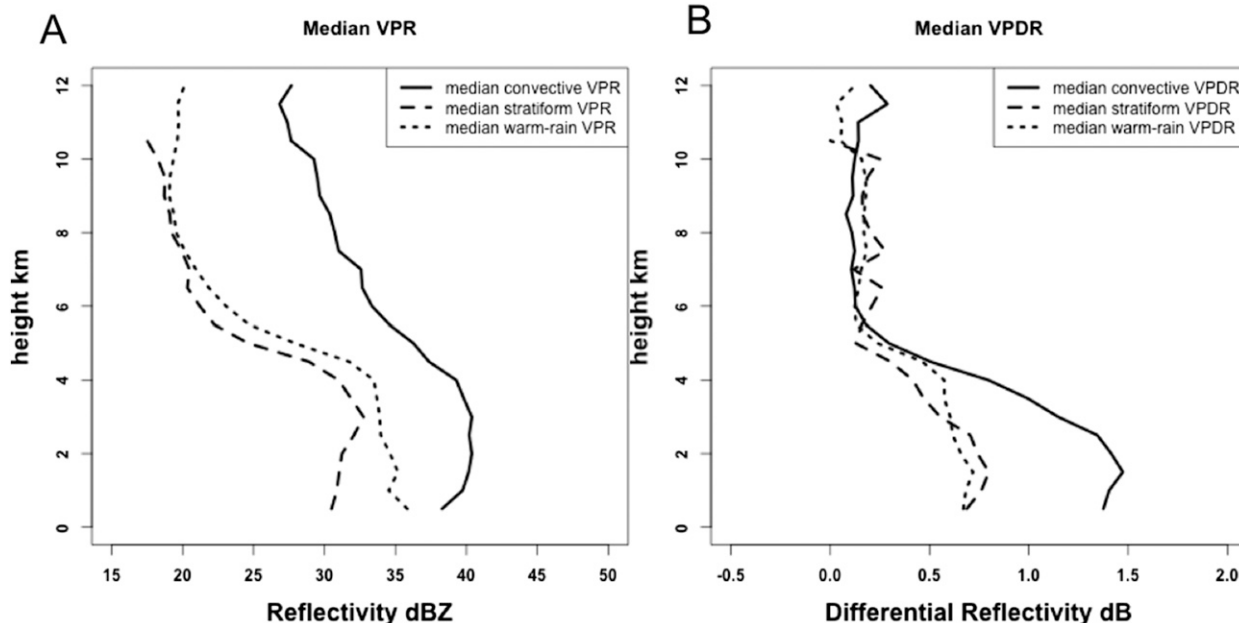 A
Median VPR
median convective VPR
median stratiform VPR
median warm-rain VPR
height km
12
10
8
6
4
2
0
15 20 25 30 35 40 45 50
Reflectivity dBZ
B
Median VPDR
median convective VPDR
median stratiform VPDR
median warm-rain VPDR
height km
12
10
8
6
4
2
0
-0.5 0.0 0.5 1.0 1.5 2.0
Differential Reflectivity dB